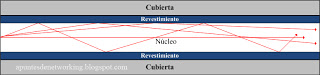 Cubierta
Revestimiento
Núcleo
Revestimiento
apuntesdenetworking.blogspot.com
Cubierta